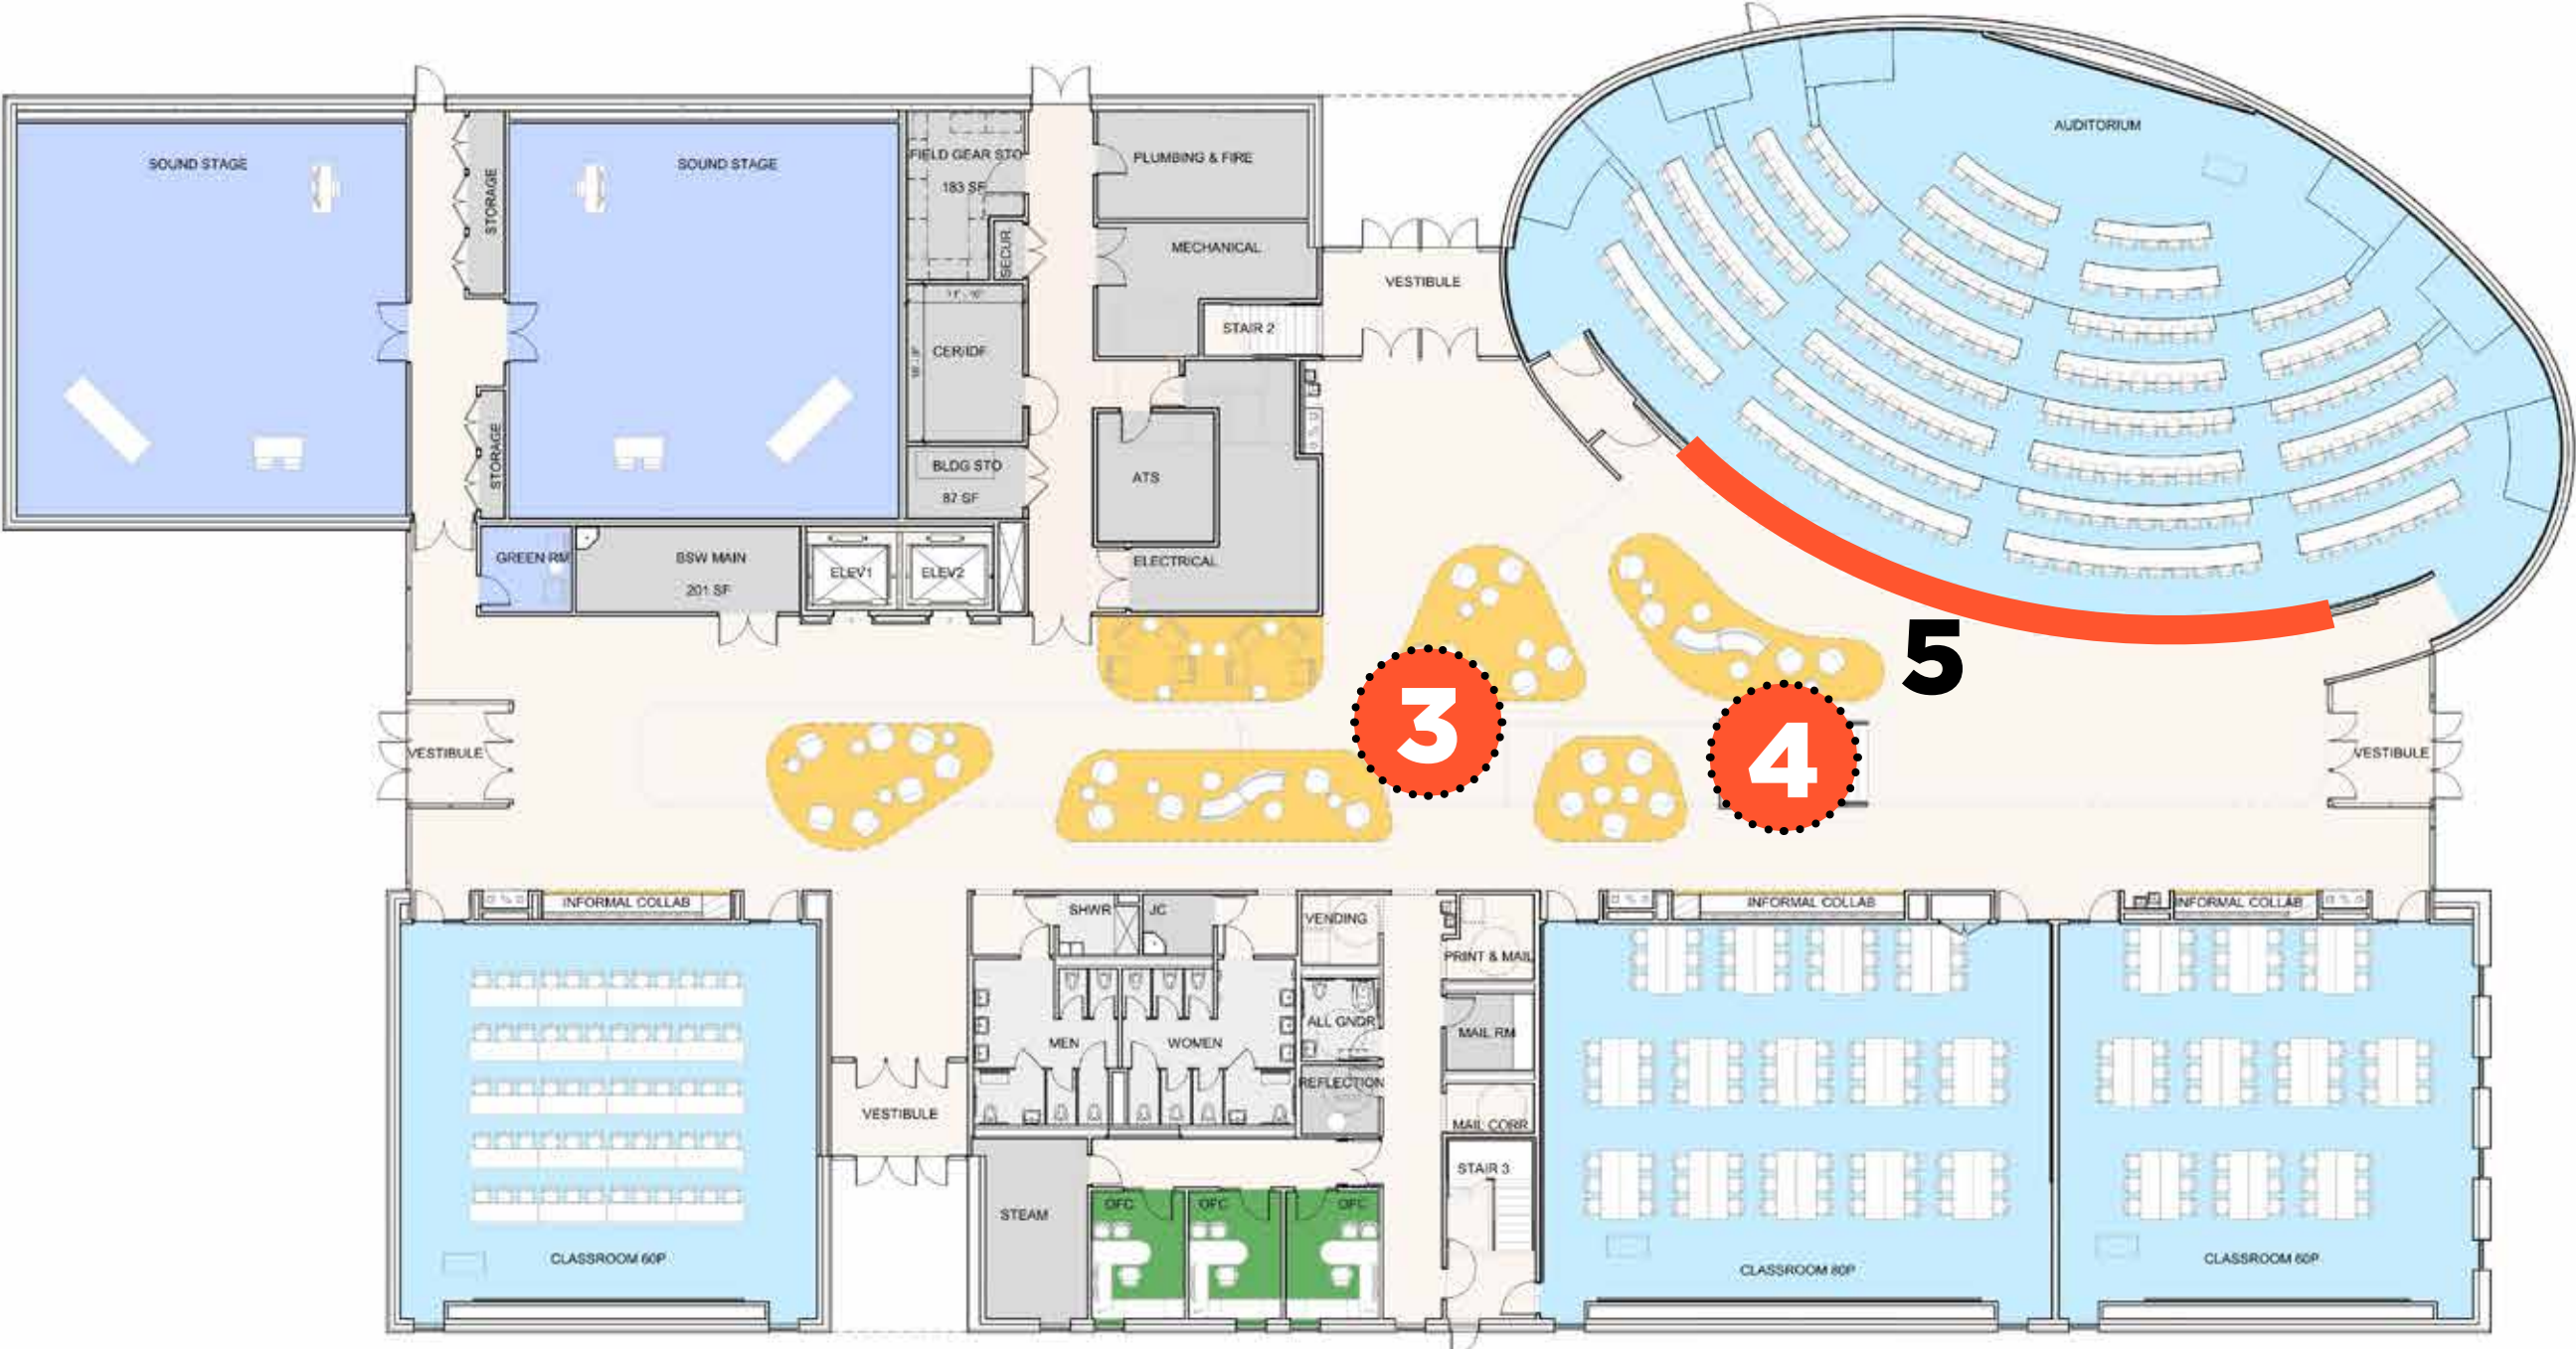 AUDITORIUM
SOUND STAGE
SOUND STAGE
FIELD GEAR STO
183 SF
PLUMBING & FIRE
STORAGE
SECUR.
MECHANICAL
VESTIBULE
STAIR 2
CER/IDF
STORAGE
BLDG STO
87 SF
ATS
GREEN RM
BSW MAIN
201 SF
ELEV1
ELEV2
ELECTRICAL
5
3
4
VESTIBULE
VESTIBULE
INFORMAL COLLAB
SHWR
JC
VENDING
INFORMAL COLLAB
INFORMAL COLLAB
PRINT & MAIL
ALL GNDR
MAIL RM
MEN
WOMEN
REFLECTION
VESTIBULE
MAIL CORR
STAIR 3
STEAM
OFC
OFC
OFC
CLASSROOM 60P
CLASSROOM 80P
CLASSROOM 60P